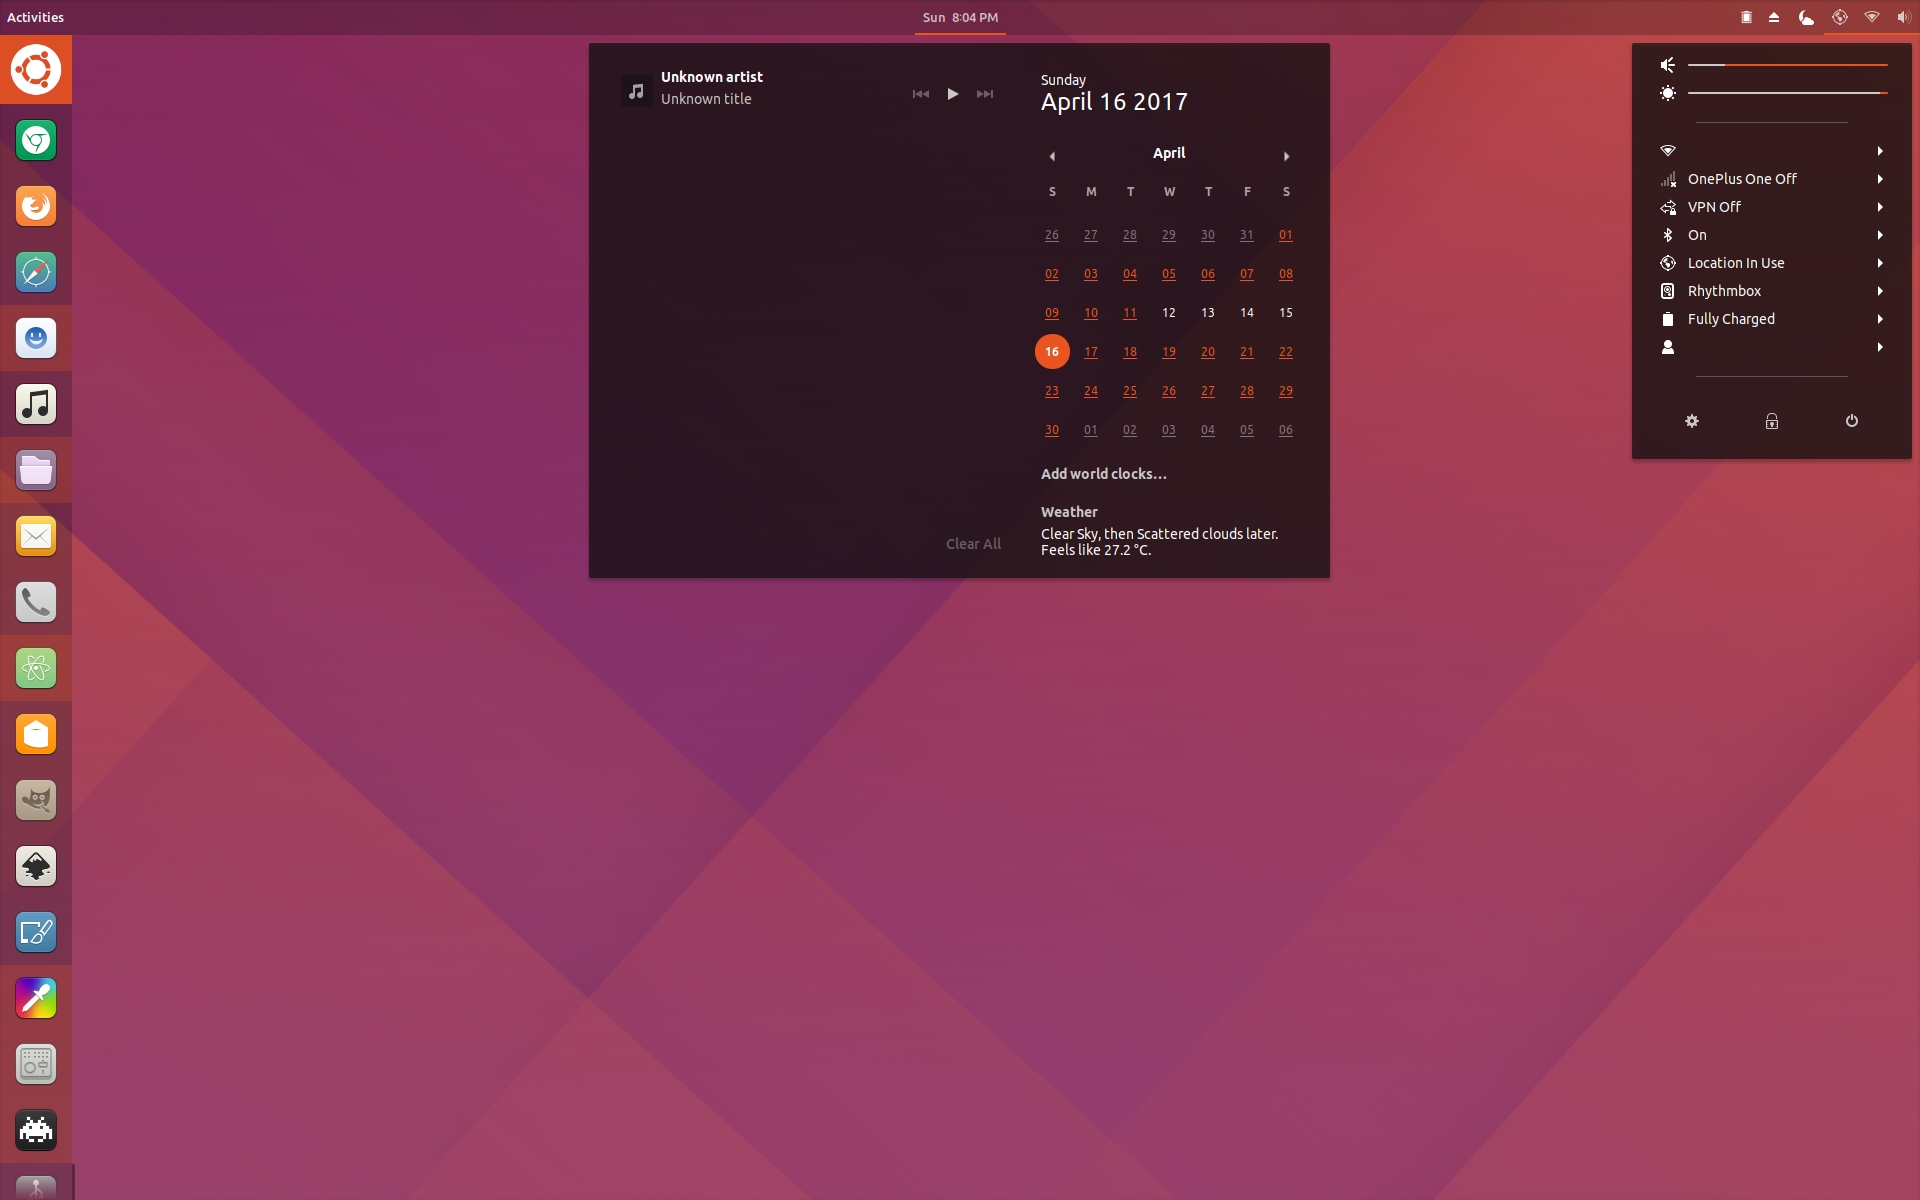 Activities
Sun 8:04 PM
Unknown artist
Unknown title
Clear All
Sunday
April 16 2017
April
S M T W T F S
26 27 28 29 30 31 01
02 03 04 05 06 07 08
09 10 11 12 13 14 15
16 17 18 19 20 21 22
23 24 25 26 27 28 29
30 01 02 03 04 05 06
Add world clocks...
Weather
Clear Sky, then Scattered clouds later.
Feels like 27.2 °C.
OnePlus One Off
VPN Off
On
Location In Use
Rhythmbox
Fully Charged